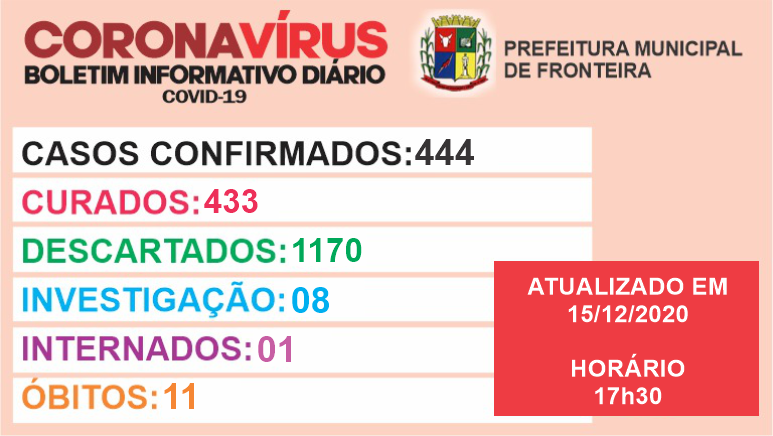 CORONAVÍRUS
BOLETIM INFORMATIVO DIÁRIO
COVID-19
PREFEITURA MUNICIPAL
DE FRONTEIRA
CASOS CONFIRMADOS:444
CURADOS:433
DESCARTADOS:1170
INVESTIGAÇÃO:08
INTERNADOS:01
ÓBITOS:11
ATUALIZADO EM
15/12/2020
HORÁRIO
17h30